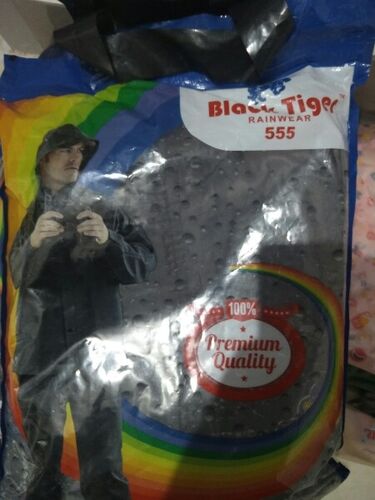 Black Tiger
RAINWEAR
555
100%
Premium
Quality